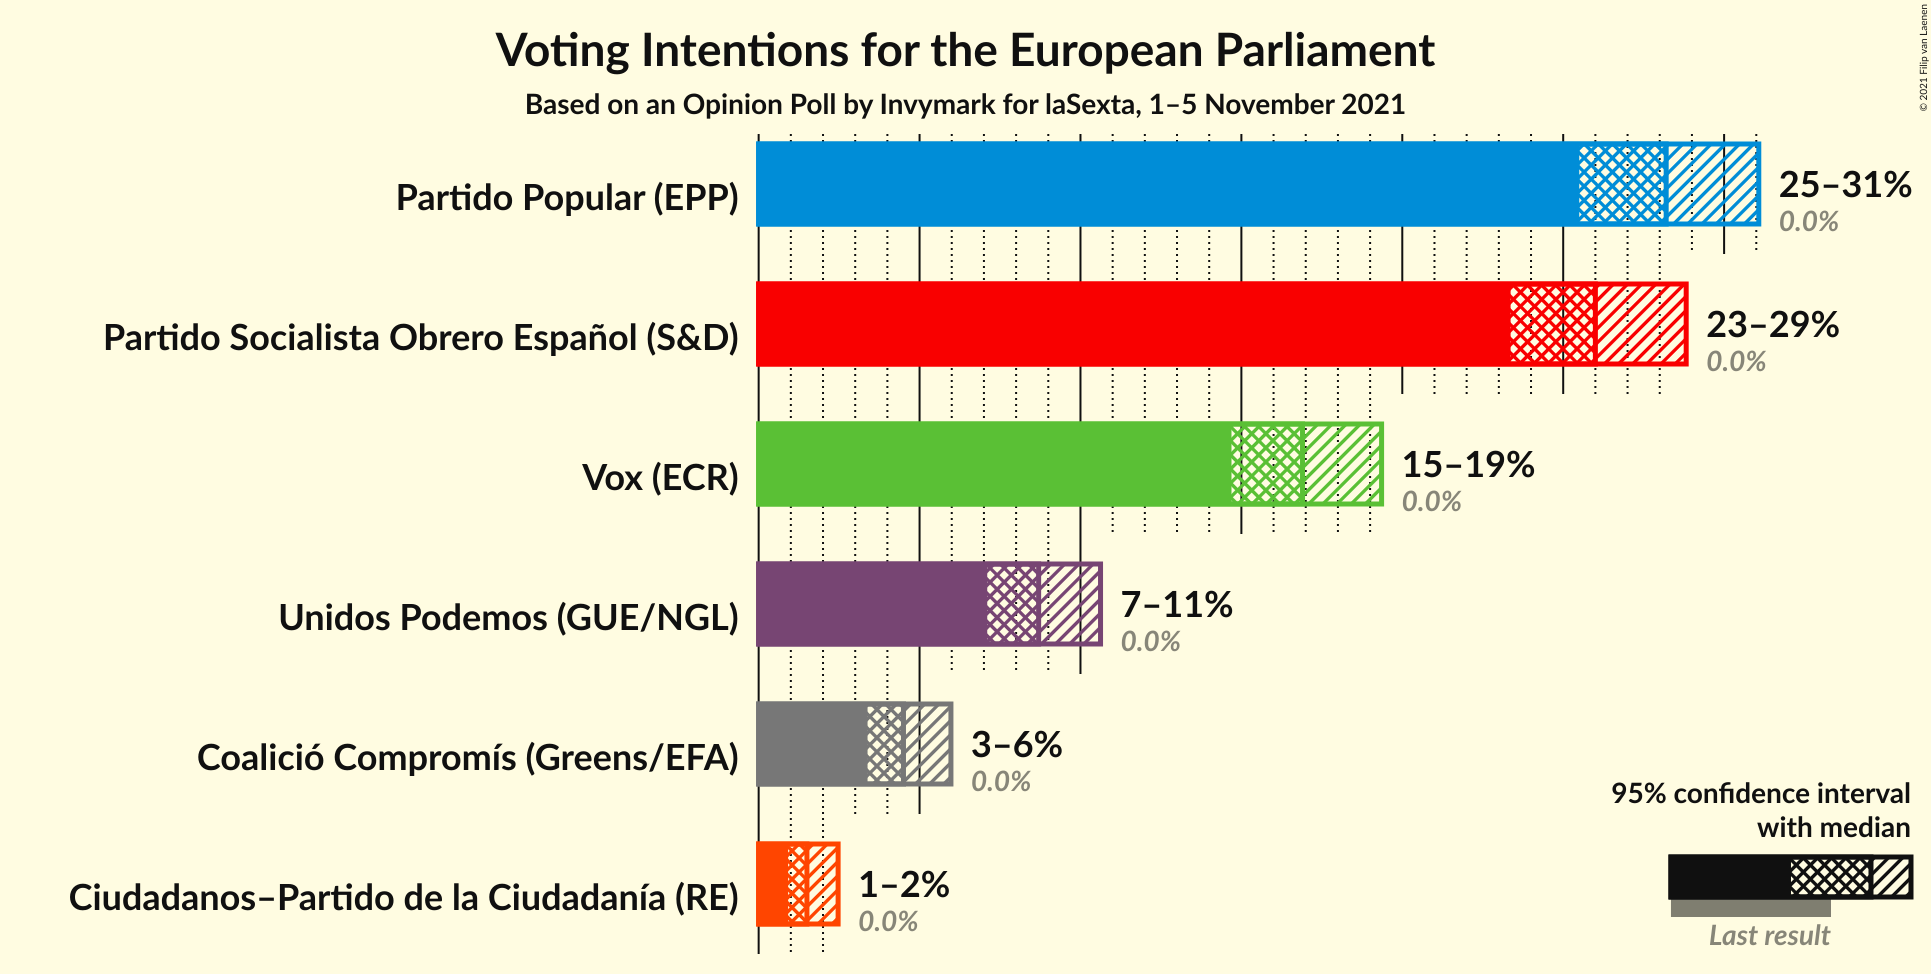 Voting Intentions for the European Parliament
Based on an Opinion Poll by Invymark for laSexta, 1–5 November 2021
© 2021 Filip van Laenen
Partido Popular (EPP)
25–31%
0.0%
Partido Socialista Obrero Español (S&D)
23–29%
0.0%
Vox (ECR)
15–19%
0.0%
Unidos Podemos (GUE/NGL)
7–11%
0.0%
Coalició Compromís (Greens/EFA)
3–6%
0.0%
Ciudadanos–Partido de la Ciudadanía (RE)
1–2%
0.0%
95% confidence interval
with median
Last result